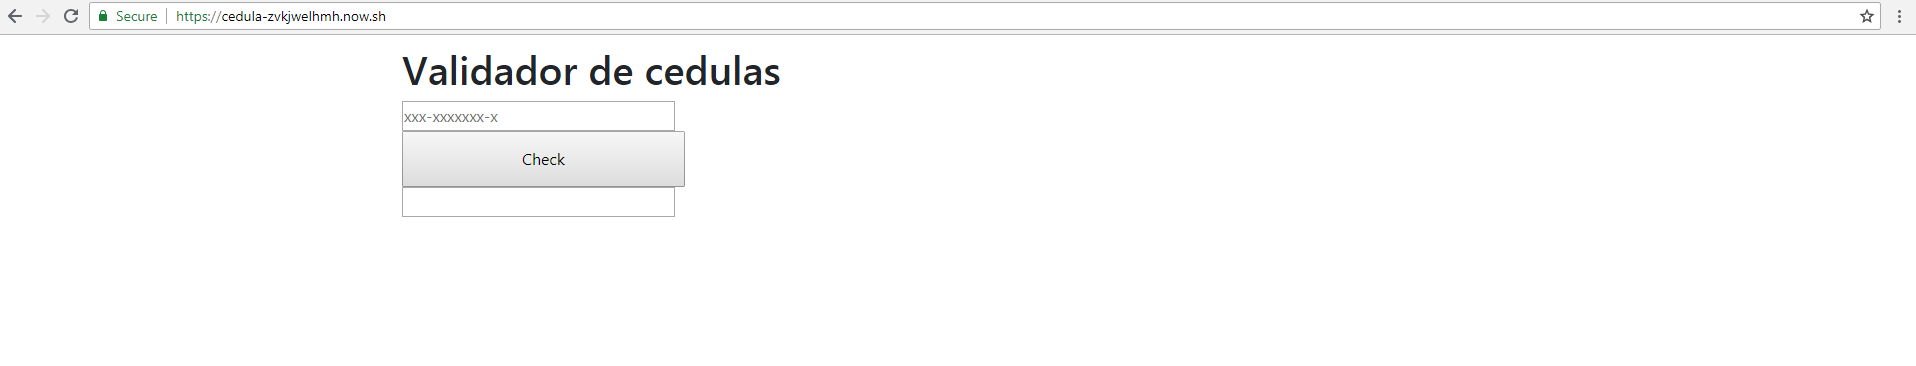 Secure https://cedula-zvkjwelhmh.now.sh
Validador de cedulas
xxx-xxxxxxx-x
Check